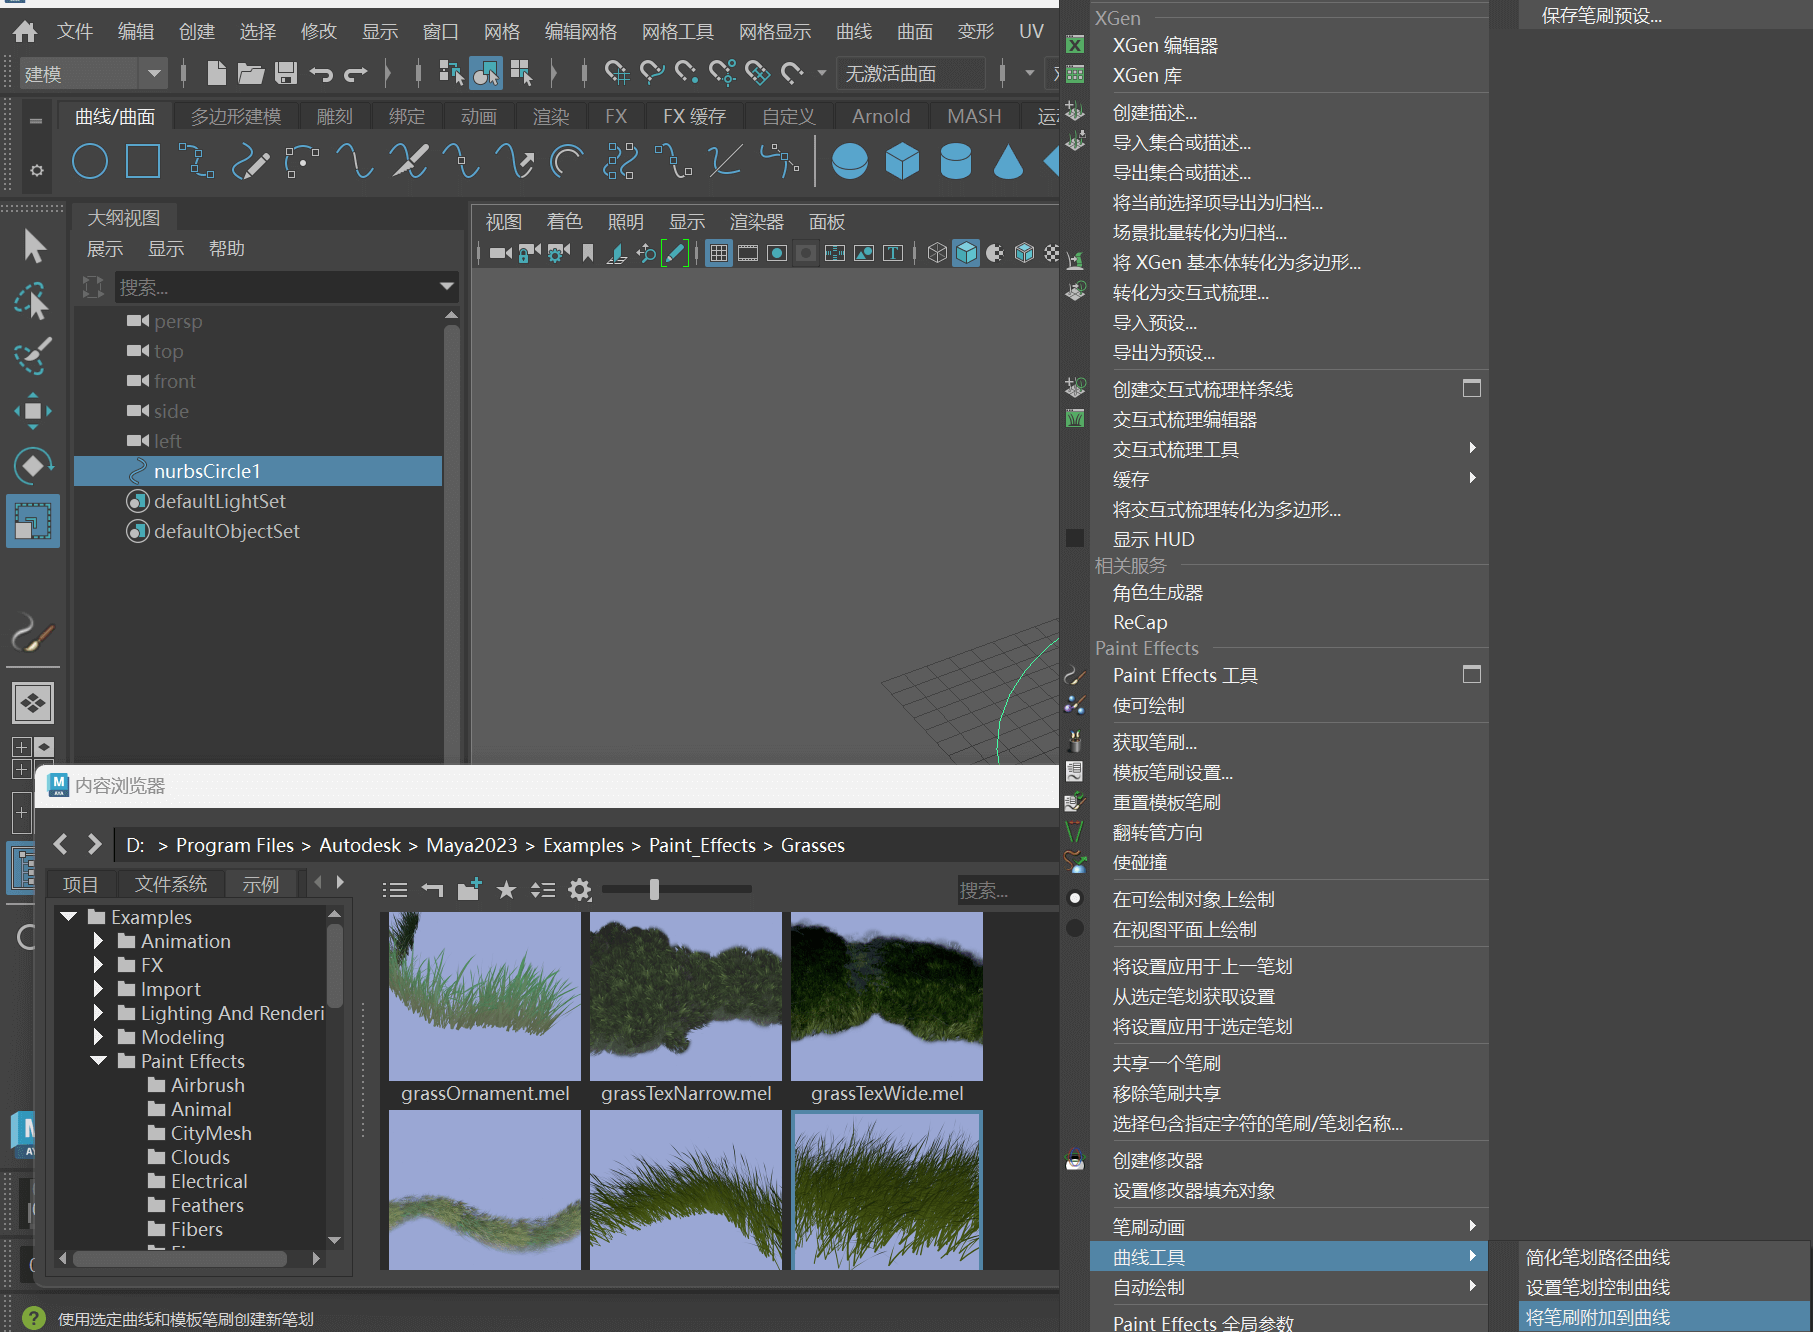 文件 编辑 创建 选择 修改 显示 窗口 网格 编辑网格 网格工具 网格显示 曲线 曲面 变形 UV
建模
无激活曲面
曲线/曲面 多边形建模 雕刻 绑定 动画 渲染 FX FX 缓存 自定义 Arnold MASH
大纲视图
展示 显示 帮助
搜索...
persp
top
front
side
left
nurbsCircle1
defaultLightSet
defaultObjectSet
视图 着色 照明 显示 渲染器 面板
内容浏览器
D: > Program Files > Autodesk > Maya2023 > Examples > Paint_Effects > Grasses
项目 文件系统 示例
搜索...
Examples
Animation
FX
Import
Lighting And Renderi
Modeling
Paint Effects
Airbrush
Animal
CityMesh
Clouds
Electrical
Feathers
Fibers
grassOrnament.mel
grassTexNarrow.mel
grassTexWide.mel
使用选定曲线和模板笔刷创建新笔划
XGen
XGen 编辑器
XGen 库
创建描述...
导入集合或描述...
导出集合或描述...
将当前选择项导出为归档...
场景批量转化为归档...
将 XGen 基本体转化为多边形...
转化为交互式梳理...
导入预设...
导出为预设...
创建交互式梳理样条线
交互式梳理编辑器
交互式梳理工具
缓存
将交互式梳理转化为多边形...
显示 HUD
相关服务
角色生成器
ReCap
Paint Effects
Paint Effects 工具
使可绘制
获取笔刷...
模板笔刷设置...
重置模板笔刷
翻转管方向
使碰撞
在可绘制对象上绘制
在视图平面上绘制
将设置应用于上一笔划
从选定笔划获取设置
将设置应用于选定笔划
共享一个笔刷
移除笔刷共享
选择包含指定字符的笔刷/笔划名称...
创建修改器
设置修改器填充对象
笔刷动画
曲线工具
自动绘制
Paint Effects 全局参数
保存笔刷预设...
简化笔划路径曲线
设置笔划控制曲线
将笔刷附加到曲线